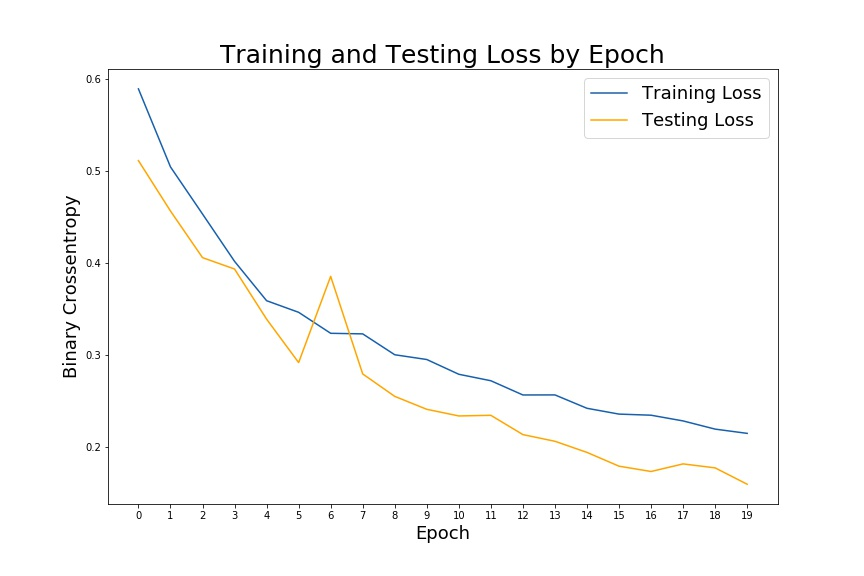 Training and Testing Loss by Epoch
Training Loss
Testing Loss
Binary Crossentropy
0.6
0.5
0.4
0.3
0.2
0 1 2 3 4 5 6 7 8 9 10 11 12 13 14 15 16 17 18 19
Epoch